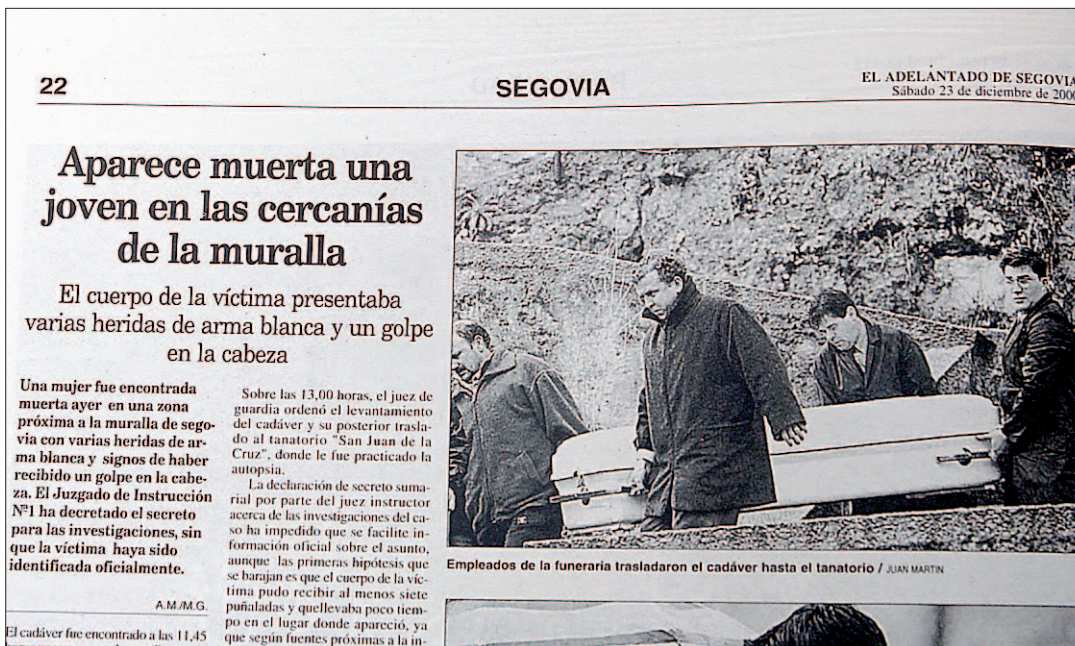 22
SEGOVIA
EL ADELANTADO DE SEGOVIA
Sábado 23 de diciembre de 2000
Aparece muerta una
joven en las cercanías
de la muralla
El cuerpo de la víctima presentaba
varias heridas de arma blanca y un golpe
en la cabeza
Una mujer fue encontrada
muerta ayer en una zona
próxima a la muralla de sego-
via con varias heridas de ar-
ma blanca y signos de haber
recibido un golpe en la cabe-
za. El Juzgado de Instrucción
Nº1 ha decretado el secreto
para las investigaciones, sin
que la víctima haya sido
identificada oficialmente.
A.M./M.G.
El cadáver fue encontrado a las 11,45
Sobre las 13,00 horas, el juez de
guardia ordenó el levantamiento
del cadáver y su posterior trasla-
do al tanatorio "San Juan de la
Cruz", donde le fue practicado la
autopsia.
La declaración de secreto suma-
rial por parte del juez instructor
acerca de las investigaciones del ca-
so ha impedido que se facilite in-
formación oficial sobre el asunto,
aunque las primeras hipótesis que
se barajan es que el cuerpo de la víc-
tima pudo recibir al menos siete
puñaladas y quellevaba poco tiem-
po en el lugar donde apareció, ya
que según fuentes próximas a la in-
Empleados de la funeraria trasladaron el cadáver hasta el tanatorio / JUAN MARTIN